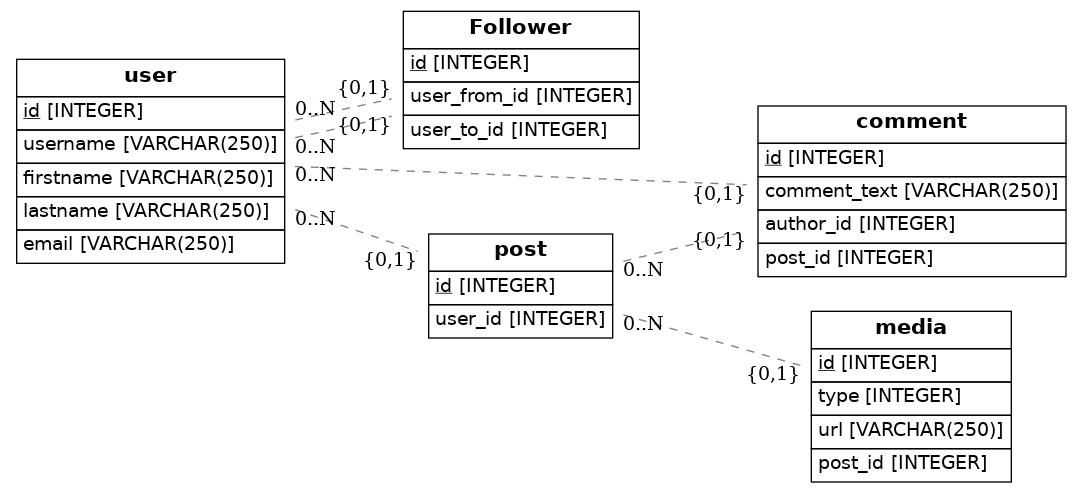 user
id [INTEGER]
username [VARCHAR(250)]
firstname [VARCHAR(250)]
lastname [VARCHAR(250)]
email [VARCHAR(250)]
0..N
0..N
0..N
0..N
{0,1}
{0,1}
{0,1}
Follower
id [INTEGER]
user_from_id [INTEGER]
user_to_id [INTEGER]
post
id [INTEGER]
user_id [INTEGER]
0..N
0..N
{0,1}
{0,1}
{0,1}
comment
id [INTEGER]
comment_text [VARCHAR(250)]
author_id [INTEGER]
post_id [INTEGER]
media
id [INTEGER]
type [INTEGER]
url [VARCHAR(250)]
post_id [INTEGER]